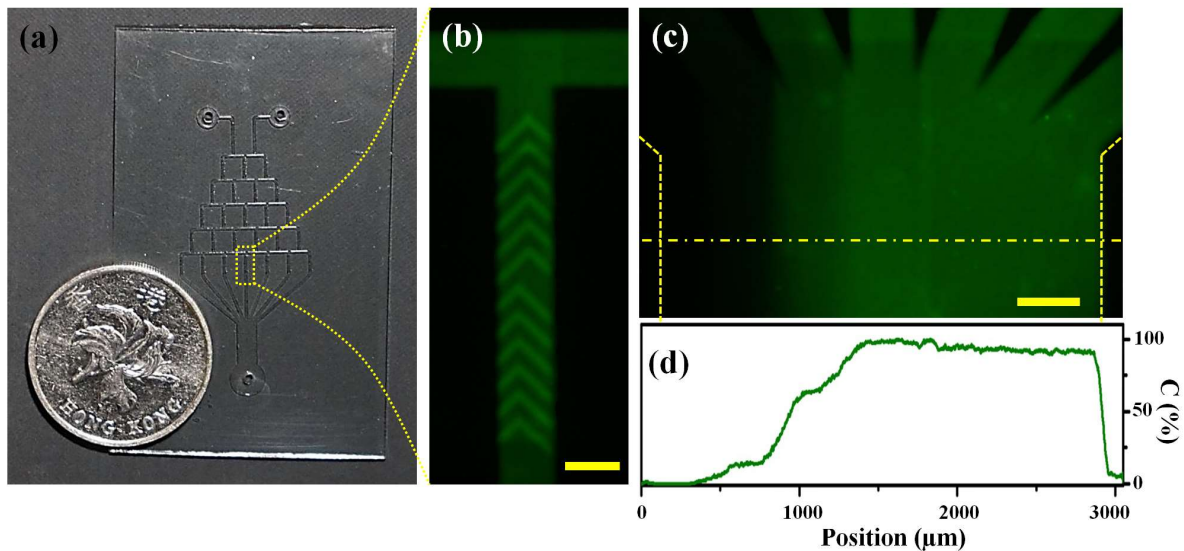 (a)
香 港
HONG KONG
(b)
(c)
(d)
100
50
0
C (%)
0 1000 2000 3000
Position (µm)